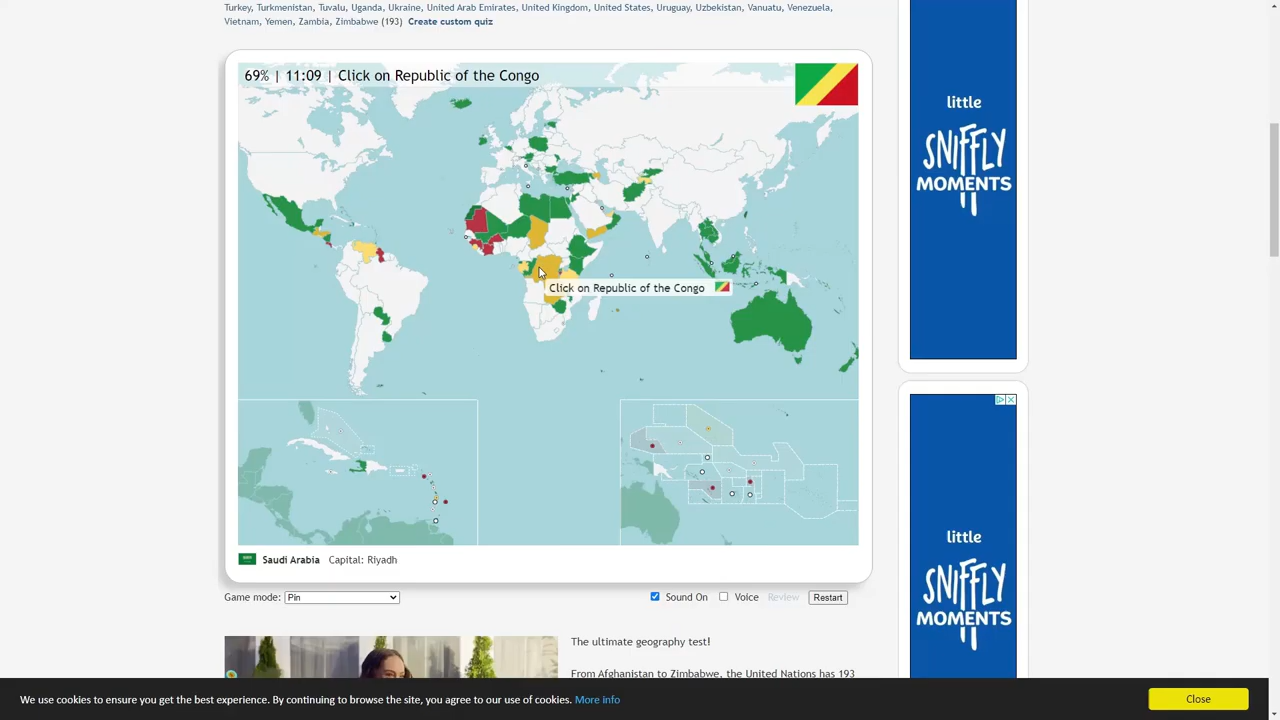 Turkey, Turkmenistan, Tuvalu, Uganda, Ukraine, United Arab Emirates, United Kingdom, United States, Uruguay, Uzbekistan, Vanuatu, Venezuela,
Vietnam, Yemen, Zambia, Zimbabwe (193) Create custom quiz
69% | 11:09 | Click on Republic of the Congo
Click on Republic of the Congo
Saudi Arabia Capital: Riyadh
Game mode: Pin
Sound On Voice Review Restart
The ultimate geography test!
From Afghanistan to Zimbabwe, the United Nations has 193
little
SNIFFLY
MOMENTS
little
SNIFFLY
MOMENTS
We use cookies to ensure you get the best experience. By continuing to browse the site, you agree to our use of cookies. More info
Close